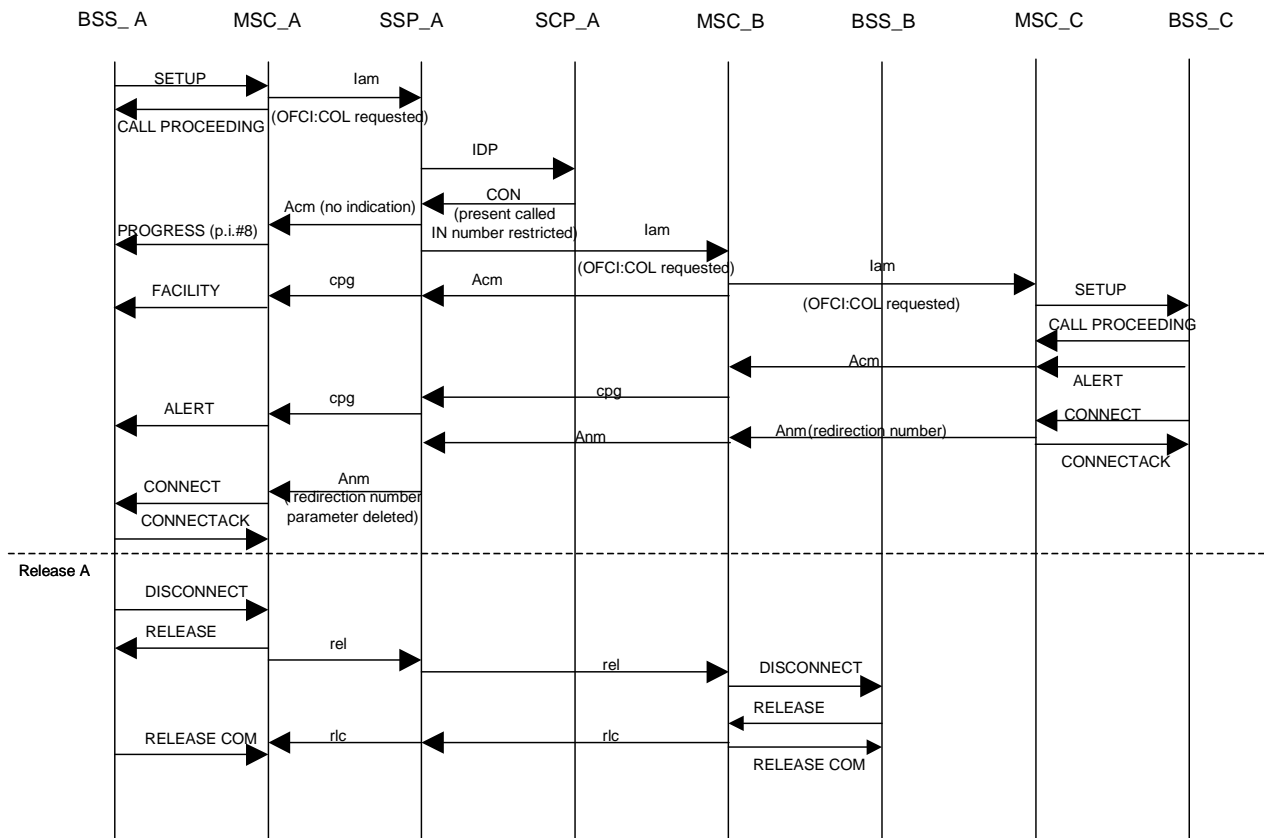 BSS_ A MSC_A SSP_A SCP_A MSC_B BSS_B MSC_C BSS_C
SETUP
Iam
CALL PROCEEDING
(OFCI:COL requested)
IDP
CON
(present called
IN number restricted)
Acm (no indication)
PROGRESS (p.i.#8)
Iam
(OFCI:COL requested)
Iam
(OFCI:COL requested)
Acm
cpg
FACILITY
SETUP
CALL PROCEEDING
Acm
ALERT
cpg
cpg
ALERT
CONNECT
Anm(redirection number)
Anm
CONNECTACK
Anm
( redirection number
parameter deleted)
CONNECT
CONNECTACK
Release A
DISCONNECT
RELEASE
rel
rel
DISCONNECT
RELEASE
rlc
rlc
RELEASE COM
RELEASE COM